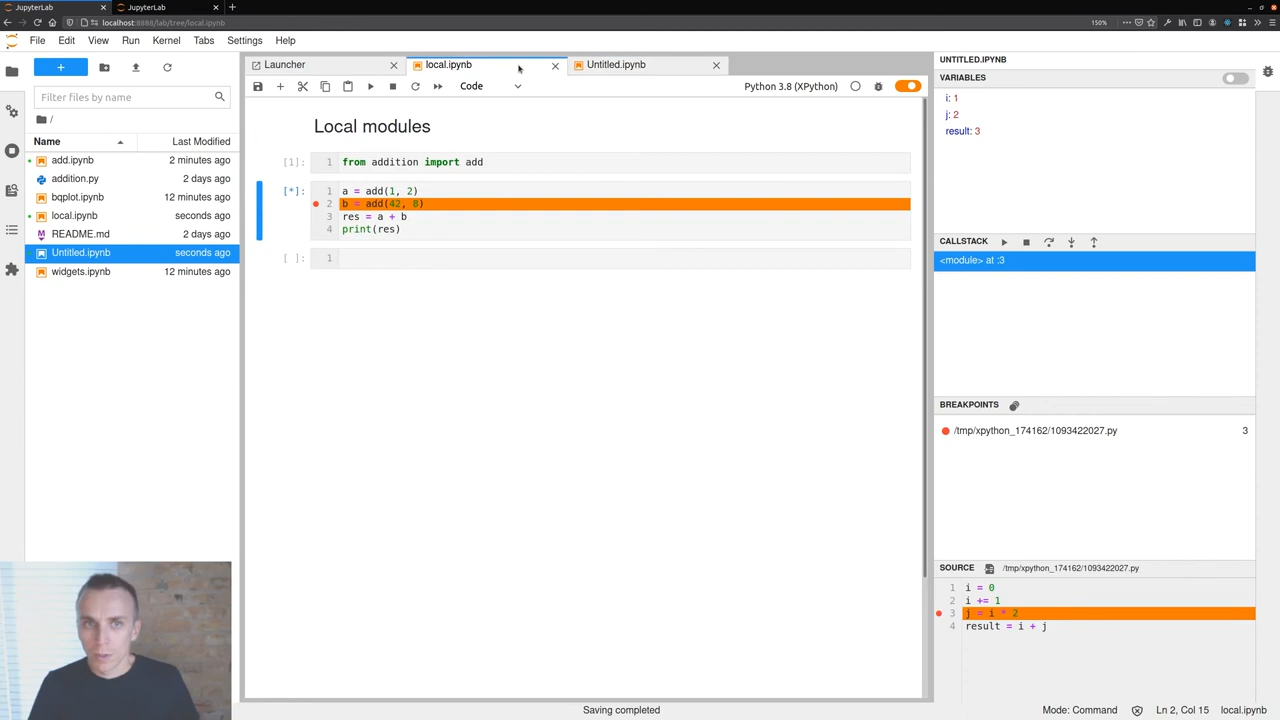 JupyterLab
JupyterLab
localhost:8888/lab/tree/local.ipynb
150%
File Edit View Run Kernel Tabs Settings Help
Filter files by name
/
Name Last Modified
add.ipynb 2 minutes ago
addition.py 2 days ago
bqplot.ipynb 12 minutes ago
local.ipynb seconds ago
README.md 2 days ago
Untitled.ipynb seconds ago
widgets.ipynb 12 minutes ago
Launcher
local.ipynb
Untitled.ipynb
Code
Python 3.8 (XPython)
Local modules
[1]: 1 from addition import add
[*]: 1 a = add(1, 2)
2 b = add(42, 8)
3 res = a + b
4 print(res)
[ ]: 1
UNTITLED.IPYNB
VARIABLES
i: 1
j: 2
result: 3
CALLSTACK
<module> at :3
BREAKPOINTS
/tmp/xpython_174162/1093422027.py 3
SOURCE /tmp/xpython_174162/1093422027.py
1 i = 0
2 i += 1
3 j = i * 2
4 result = i + j
Saving completed
Mode: Command
Ln 2, Col 15
local.ipynb